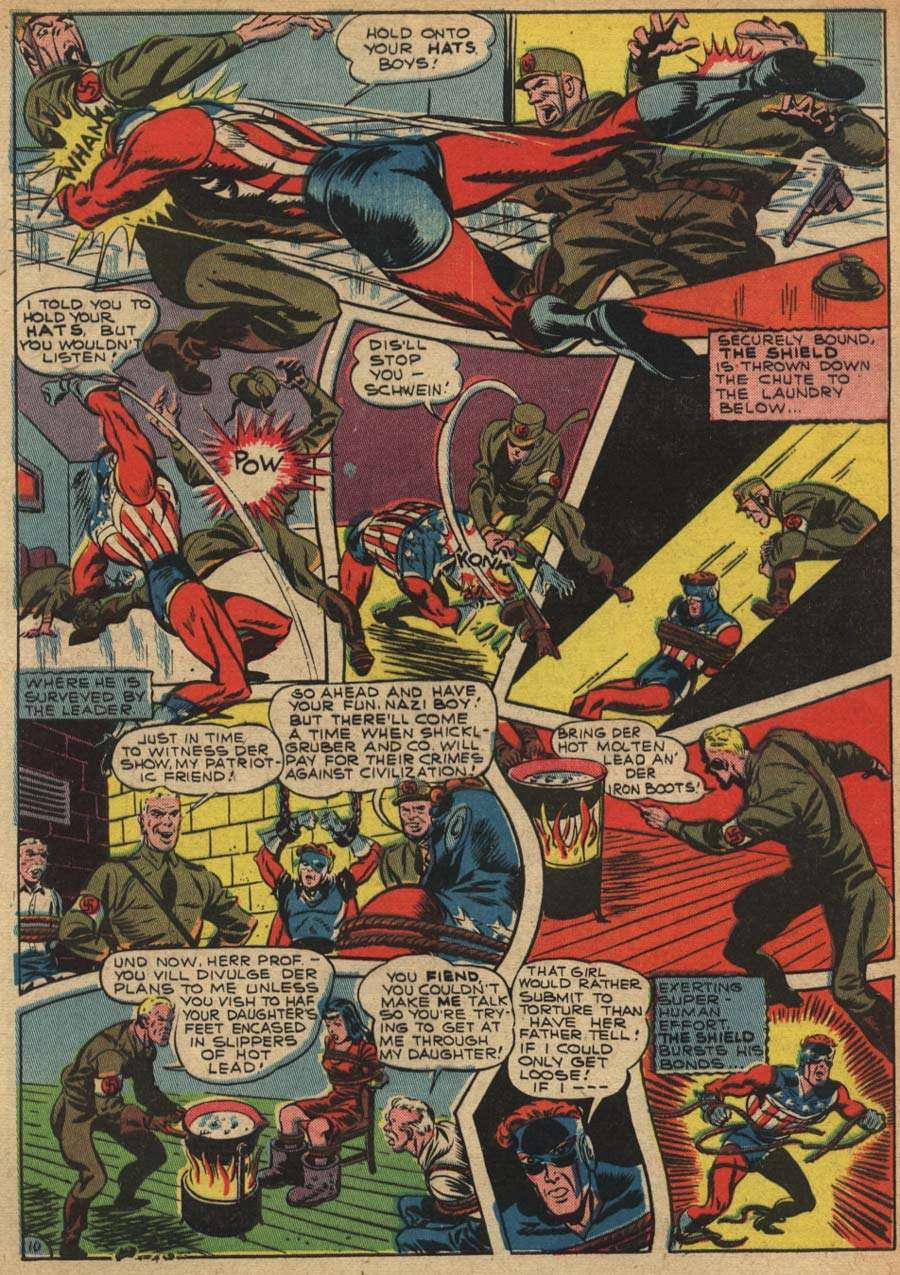 HOLD ONTO
YOUR HATS,
BOYS!
WHAM
I TOLD YOU TO
HOLD YOUR
HATS, BUT
YOU WOULDN'T
LISTEN!
POW
DIS'LL
STOP
YOU —
SCHWEIN!
KONK
SECURELY BOUND,
THE SHIELD
IS THROWN DOWN
THE CHUTE TO
THE LAUNDRY
BELOW...
WHERE HE IS
SURVEYED BY
THE LEADER..
JUST IN TIME
TO WITNESS DER
SHOW, MY PATRIOT-
IC FRIEND!
GO AHEAD AND HAVE
YOUR FUN, NAZI BOY!
BUT THERE'LL COME
A TIME WHEN SHICKL-
GRUBER AND CO. WILL
PAY FOR THEIR CRIMES
AGAINST CIVILIZATION!
BRING DER
HOT MOLTEN
LEAD AN'
DER
IRON BOOTS!
UND NOW, HERR PROF. —
YOU VILL DIVULGE DER
PLANS TO ME UNLESS
YOU VISH TO HAF
YOUR DAUGHTER'S
FEET ENCASED
IN SLIPPERS
OF HOT
LEAD!
YOU FIEND,
YOU COULDN'T
MAKE ME TALK
SO YOU'RE TRY-
ING TO GET AT
ME THROUGH
MY DAUGHTER!
THAT GIRL
WOULD RATHER
SUBMIT TO
TORTURE THAN
HAVE HER
FATHER TELL!
IF I COULD
ONLY GET
LOOSE!
IF I ---
EXERTING
SUPER-
HUMAN
EFFORT,
THE SHIELD
BURSTS HIS
BONDS...
10